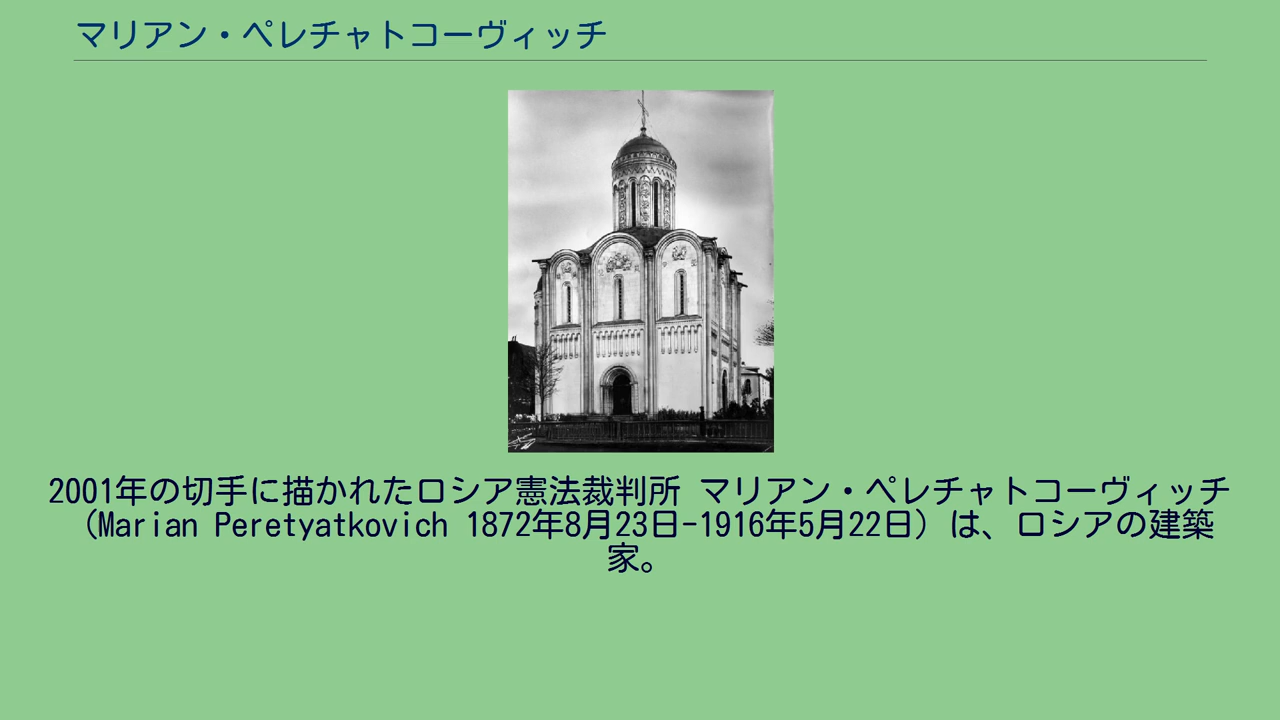 マリアン・ペレチャトコーヴィッチ
2001年の切手に描かれたロシア憲法裁判所 マリアン・ペレチャトコーヴィッチ
（Marian Peretyatkovich 1872年8月23日-1916年5月22日）は、ロシアの建築
家。